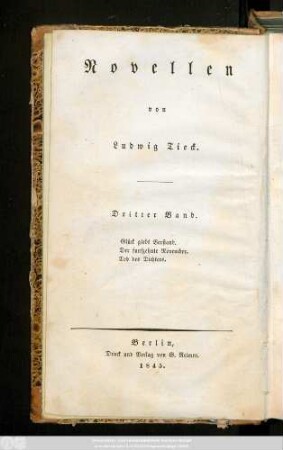 Novellen
von
Ludwig Tieck.
Dritter Band.
Glück giebt Verstand.
Der funfzehnte November.
Tod des Dichters.
Berlin,
Druck und Verlag von G. Reimer.
1845.